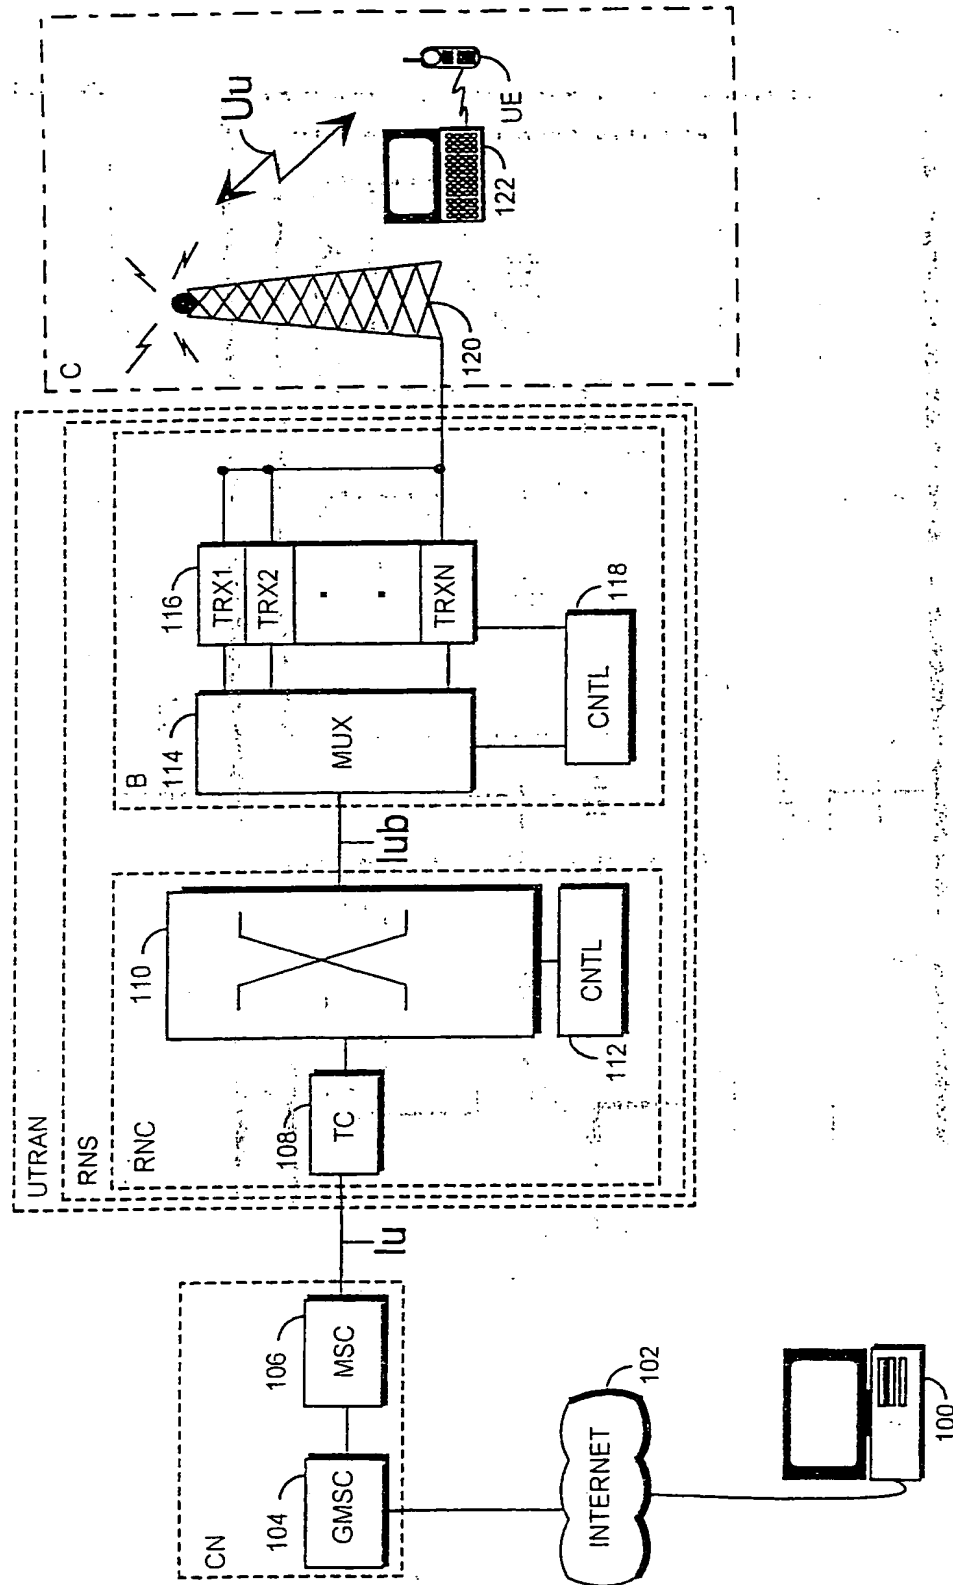 UTRAN
RNS
RNC
B
C
CN
104
GMSC
106
MSC
Iu
108
TC
110
112
CNTL
Iub
114
MUX
116
TRX1
TRX2
TRXN
118
CNTL
120
Uu
122
UE
102
INTERNET
100